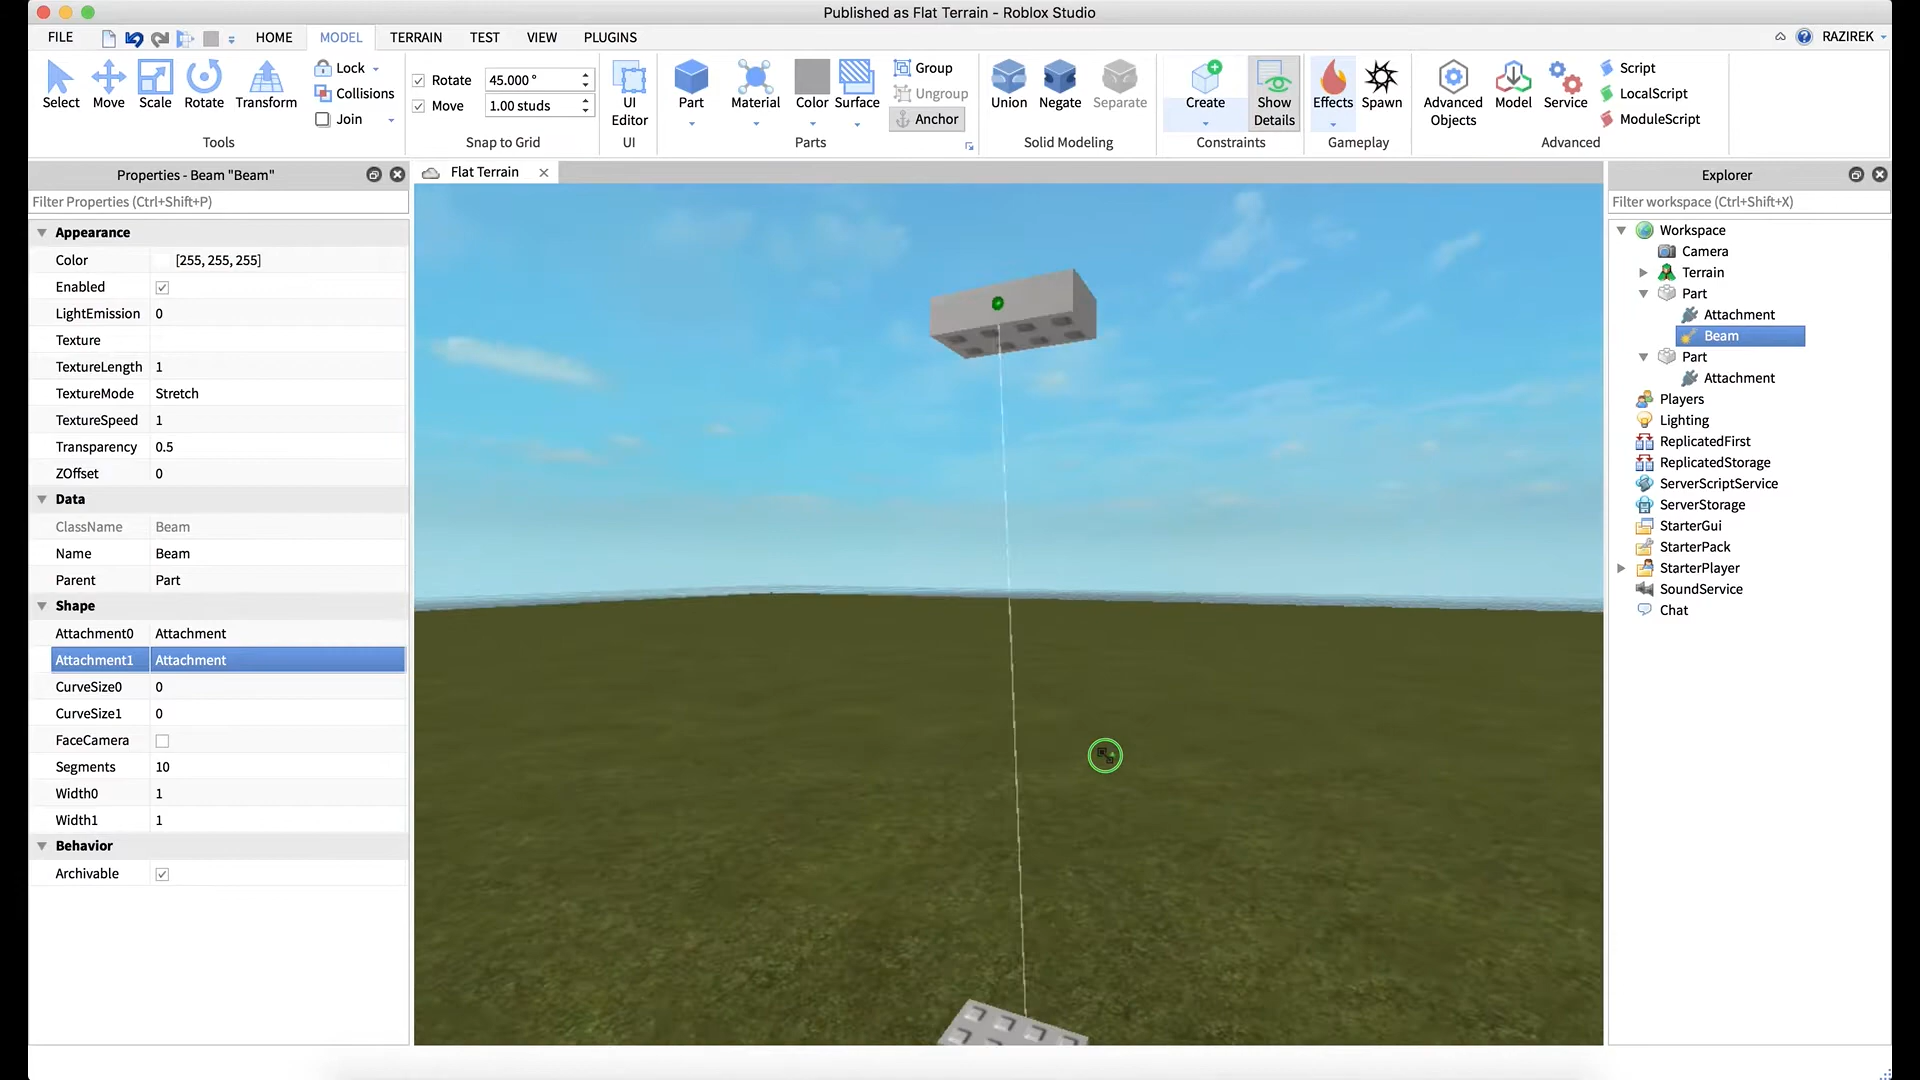 Published as Flat Terrain - Roblox Studio
FILE HOME MODEL TERRAIN TEST VIEW PLUGINS RAZIREK
Select Move Scale Rotate Transform
Lock
Collisions
Join
Tools
Rotate 45.000 °
Move 1.00 studs
Snap to Grid
UI Editor
UI
Part Material Color Surface
Group
Ungroup
Anchor
Parts
Union Negate Separate
Solid Modeling
Create Show Details
Constraints
Effects Spawn
Gameplay
Advanced Objects Model Service
Script
LocalScript
ModuleScript
Advanced
Properties - Beam "Beam"
Filter Properties (Ctrl+Shift+P)
Appearance
Color [255, 255, 255]
Enabled
LightEmission 0
Texture
TextureLength 1
TextureMode Stretch
TextureSpeed 1
Transparency 0.5
ZOffset 0
Data
ClassName Beam
Name Beam
Parent Part
Shape
Attachment0 Attachment
Attachment1 Attachment
CurveSize0 0
CurveSize1 0
FaceCamera
Segments 10
Width0 1
Width1 1
Behavior
Archivable
Flat Terrain
Explorer
Filter workspace (Ctrl+Shift+X)
Workspace
Camera
Terrain
Part
Attachment
Beam
Part
Attachment
Players
Lighting
ReplicatedFirst
ReplicatedStorage
ServerScriptService
ServerStorage
StarterGui
StarterPack
StarterPlayer
SoundService
Chat